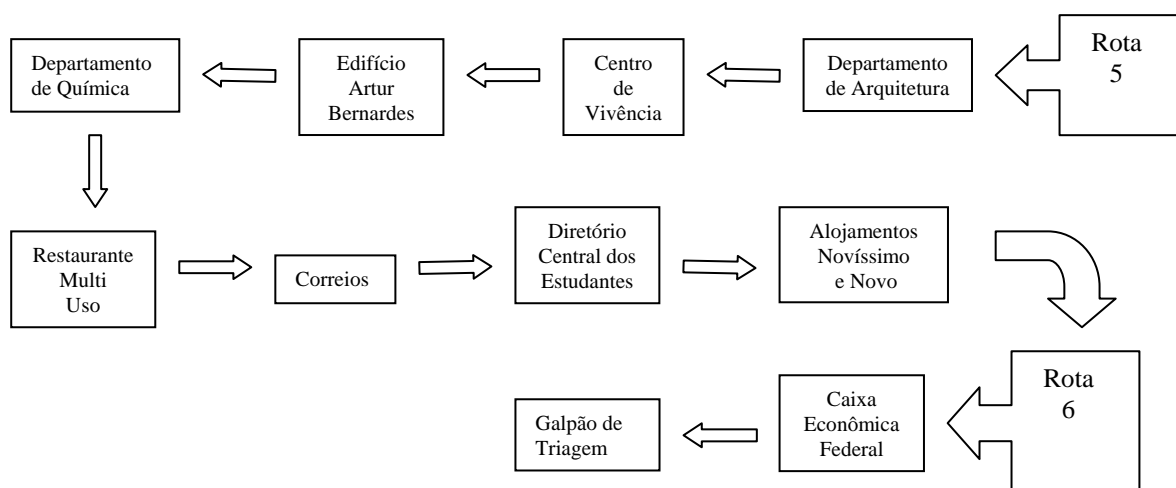 Rota
5
Departamento
de Arquitetura
Centro
de
Vivência
Edifício
Artur
Bernardes
Departamento
de Química
Restaurante
Multi
Uso
Correios
Diretório
Central dos
Estudantes
Alojamentos
Novíssimo
e Novo
Rota
6
Caixa
Econômica
Federal
Galpão de
Triagem